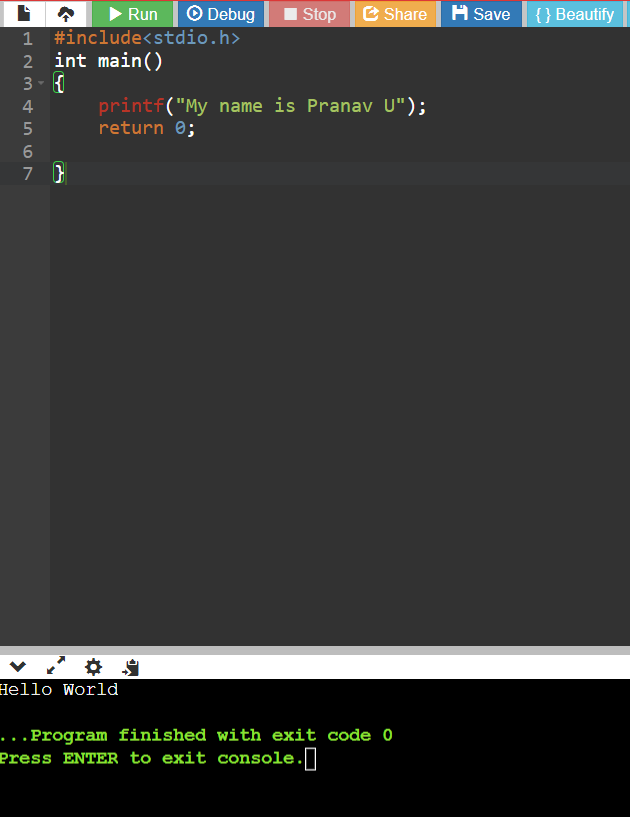 Run Debug Stop Share Save { } Beautify
1 #include<stdio.h>
2 int main()
3 {
4 printf("My name is Pranav U");
5 return 0;
6
7 }
Hello World
...Program finished with exit code 0
Press ENTER to exit console.